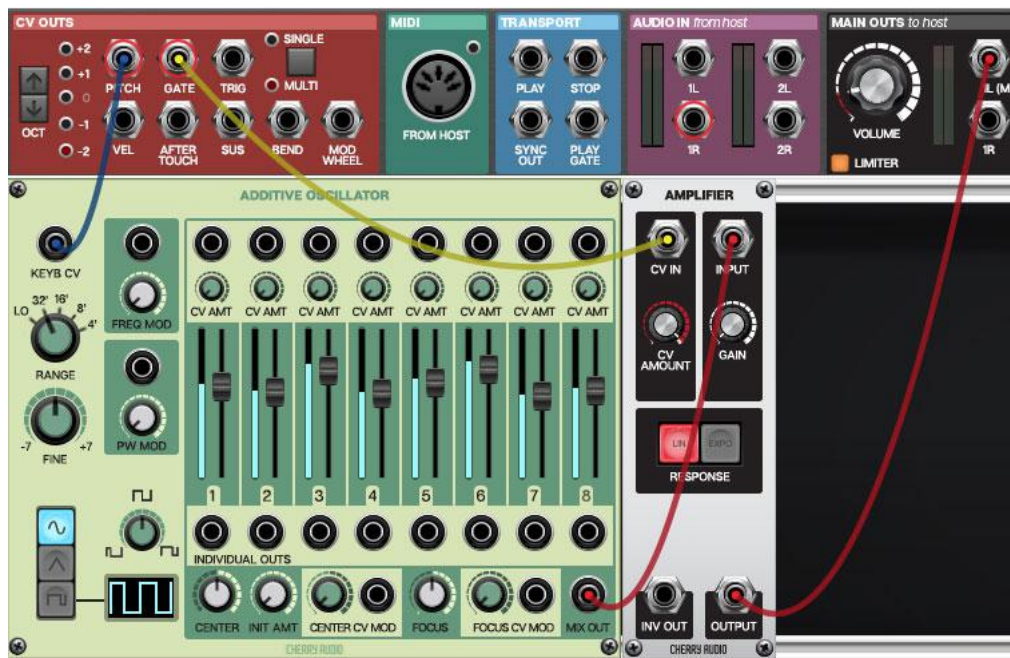 CV OUTS
+2
+1
0
-1
-2
OCT
PITCH
GATE
TRIG
SINGLE
MULTI
VEL
AFTER
TOUCH
SUS
BEND
MOD
WHEEL
MIDI
FROM HOST
TRANSPORT
PLAY
STOP
SYNC
OUT
PLAY
GATE
AUDIO IN from host
1L
2L
1R
2R
MAIN OUTS to host
VOLUME
LIMITER
1R
ADDITIVE OSCILLATOR
KEYB CV
LO
32'
16'
8'
4'
RANGE
-7
+7
FINE
FREQ MOD
PW MOD
CV AMT
CV AMT
CV AMT
CV AMT
CV AMT
CV AMT
CV AMT
CV AMT
1
2
3
4
5
6
7
8
INDIVIDUAL OUTS
CENTER
INIT AMT
CENTER CV MOD
FOCUS
FOCUS CV MOD
MIX OUT
CHERRY AUDIO
AMPLIFIER
CV IN
INPUT
CV
AMOUNT
GAIN
LIN
EXPO
RESPONSE
INV OUT
OUTPUT
CHERRY AUDIO